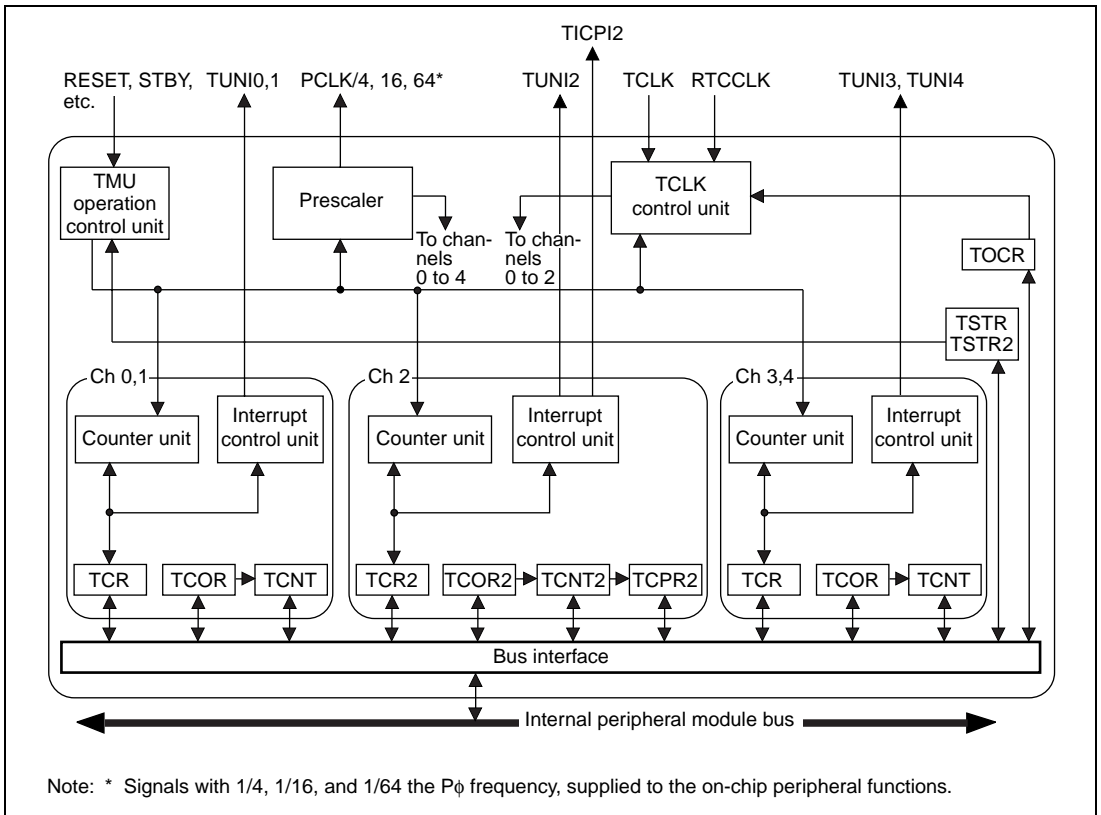 TICPI2
RESET, STBY,
etc.
TUNI0,1
PCLK/4, 16, 64*
TUNI2
TCLK
RTCCLK
TUNI3, TUNI4
TMU
operation
control unit
Prescaler
To chan-
nels
0 to 4
To chan-
nels
0 to 2
TCLK
control unit
TOCR
TSTR
TSTR2
Ch 0,1
Counter unit
Interrupt
control unit
TCR
TCOR
TCNT
Ch 2
Counter unit
Interrupt
control unit
TCR2
TCOR2
TCNT2
TCPR2
Ch 3,4
Counter unit
Interrupt
control unit
TCR
TCOR
TCNT
Bus interface
Internal peripheral module bus
Note: * Signals with 1/4, 1/16, and 1/64 the Pϕ frequency, supplied to the on-chip peripheral functions.